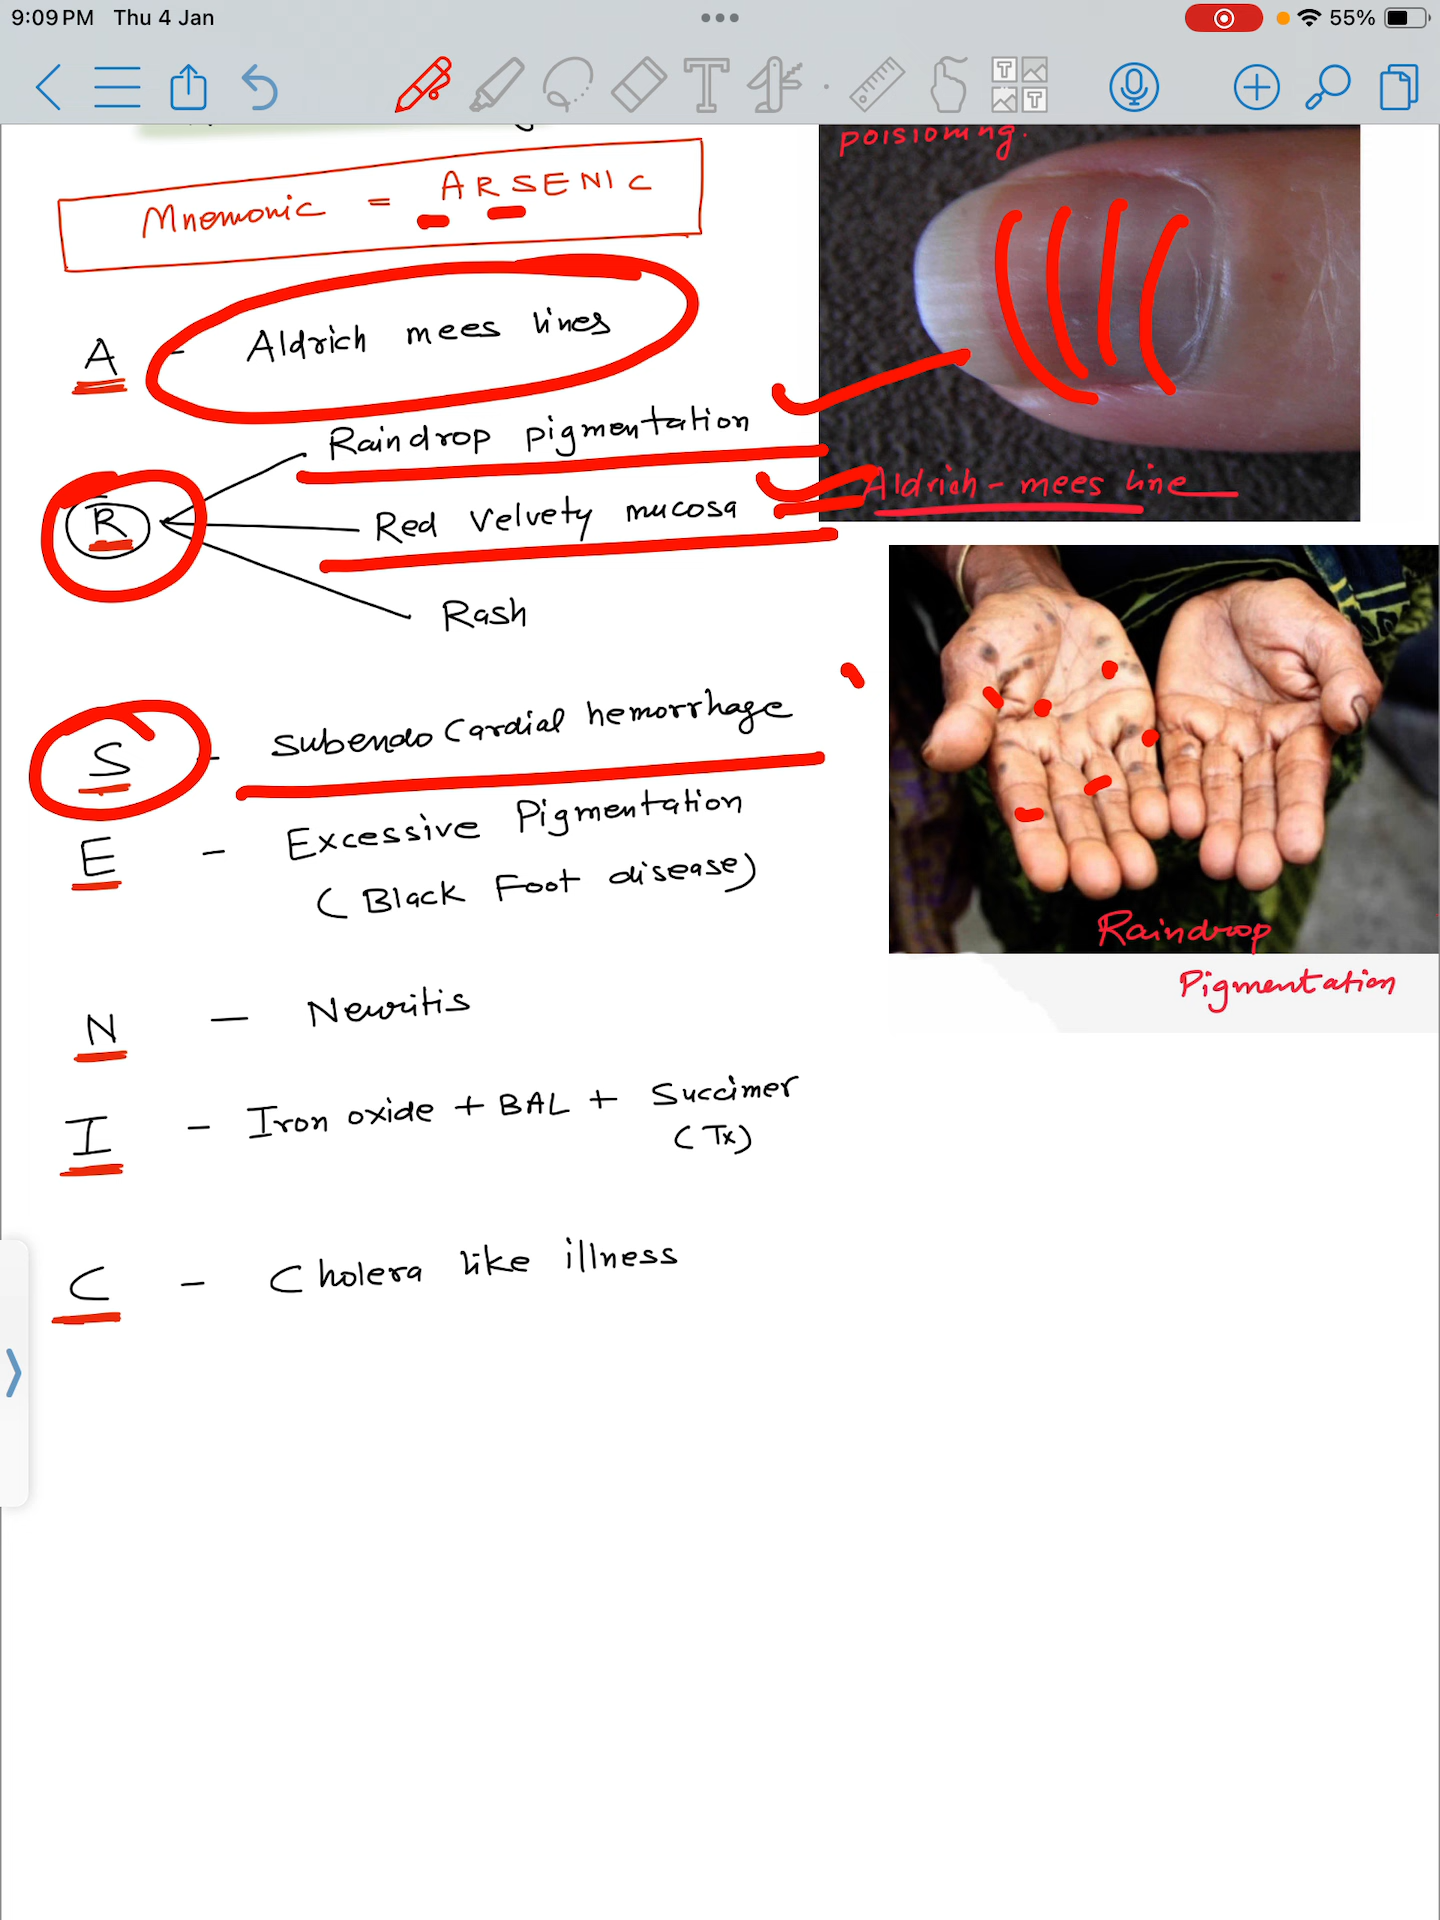 9:09 PM Thu 4 Jan
55%
poisioning.
Mnemonic = ARSENIC
A - Aldrich mees lines
Raindrop pigmentation
Aldrich - mees line
R
Red Velvety mucosa
Rash
S - Subendo Cardial hemorrhage
E - Excessive Pigmentation
(Black Foot disease)
Raindrop
Pigmentation
N - Neuritis
I - Iron oxide + BAL + Succimer
(Tx)
C - Cholera like illness